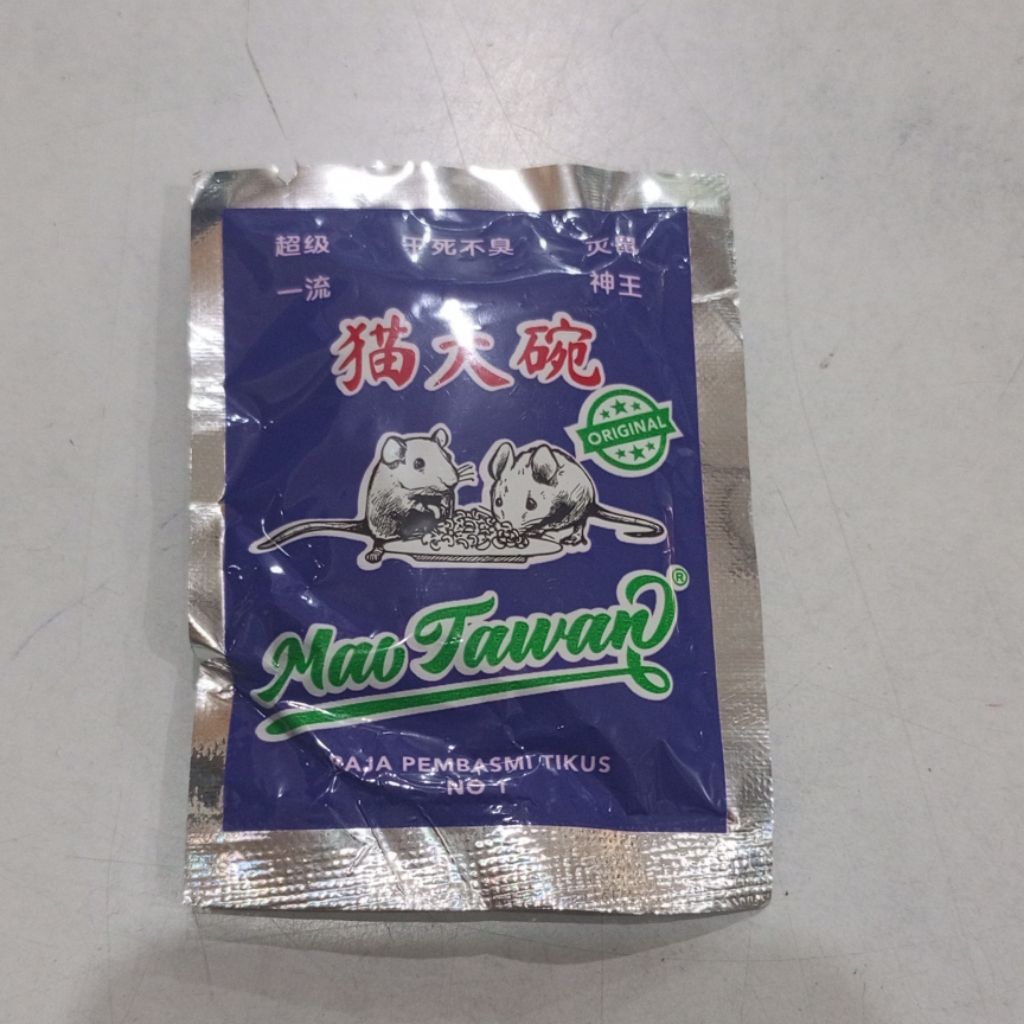 超级 干死不臭 灭鼠
一流 神王
猫大碗
ORIGINAL
Mao Tawan ®
RAJA PEMBASMI TIKUS
NO 1